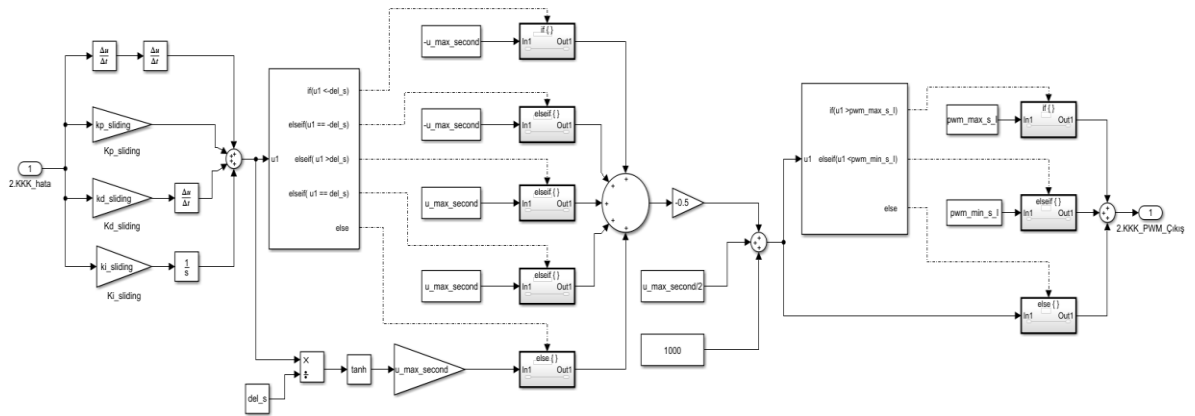 Δu
Δt
Δu
Δt
kp_sliding
Kp_sliding
1
2.KKK_hata
kd_sliding
Kd_sliding
Δu
Δt
ki_sliding
Ki_sliding
1
s
u1
if(u1 <-del_s)
elseif(u1 == -del_s)
elseif( u1 >del_s)
elseif( u1 == del_s)
else
del_s
×
÷
tanh
u_max_second
-u_max_second
if { }
In1 Out1
-u_max_second
elseif { }
In1 Out1
u_max_second
elseif { }
In1 Out1
u_max_second
elseif { }
In1 Out1
else { }
In1 Out1
-0.5
u_max_second/2
1000
u1
if(u1 >pwm_max_s_l)
elseif(u1 <pwm_min_s_l)
else
pwm_max_s_l
if { }
In1 Out1
pwm_min_s_l
elseif { }
In1 Out1
else { }
In1 Out1
1
2.KKK_PWM_Çıkış